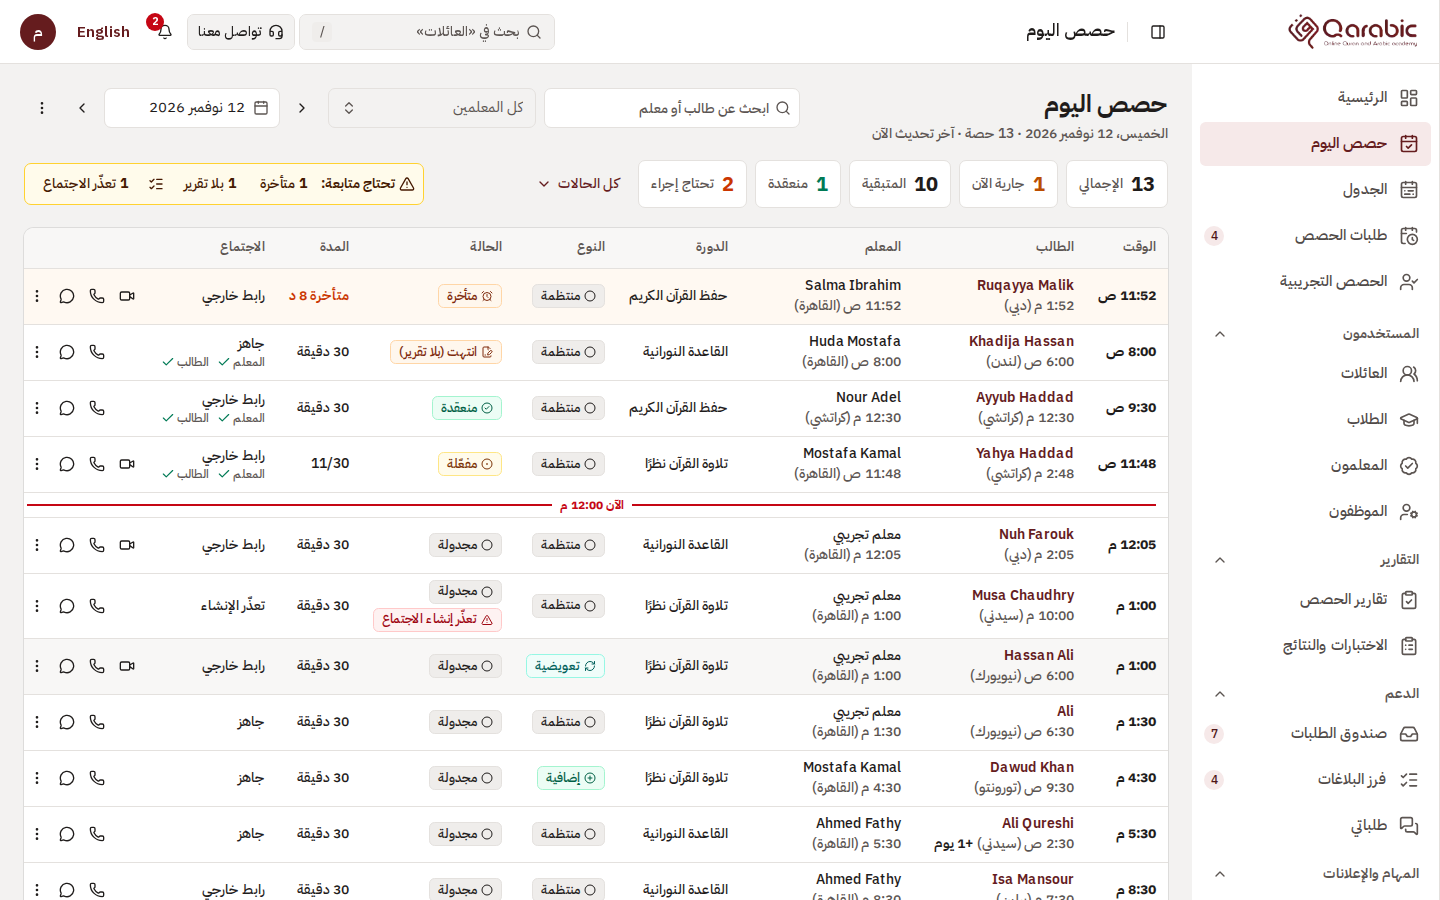 Qarabic
Online Quran and Arabic academy
حصص اليوم
بحث في «العائلات»
/
تواصل معنا
2
English
م
الرئيسية
حصص اليوم
الجدول
طلبات الحصص
4
الحصص التجريبية
المستخدمون
العائلات
الطلاب
المعلمون
الموظفون
التقارير
تقارير الحصص
الاختبارات والنتائج
الدعم
صندوق الطلبات
7
فرز البلاغات
4
طلباتي
المهام والإعلانات
حصص اليوم
الخميس، 12 نوفمبر 2026 · 13 حصة · آخر تحديث الآن
ابحث عن طالب أو معلم
كل المعلمين
12 نوفمبر 2026
13 الإجمالي
1 جارية الآن
10 المتبقية
1 منعقدة
2 تحتاج إجراء
كل الحالات
تحتاج متابعة: 1 متأخرة 1 بلا تقرير 1 تعذّر الاجتماع
الوقت الطالب المعلم الدورة النوع الحالة المدة الاجتماع
11:52 ص Ruqayya Malik Salma Ibrahim حفظ القرآن الكريم منتظمة متأخرة متأخرة 8 د رابط خارجي
1:52 م (دبي) 11:52 ص (القاهرة)
8:00 ص Khadija Hassan Huda Mostafa القاعدة النورانية منتظمة انتهت (بلا تقرير) 30 دقيقة جاهز
6:00 ص (لندن) 8:00 ص (القاهرة) المعلم الطالب
9:30 ص Ayyub Haddad Nour Adel حفظ القرآن الكريم منتظمة منعقدة 30 دقيقة رابط خارجي
12:30 م (كراتشي) 12:30 م (كراتشي) المعلم الطالب
11:48 ص Yahya Haddad Mostafa Kamal تلاوة القرآن نظرًا منتظمة مفعّلة 11/30 رابط خارجي
2:48 م (كراتشي) 11:48 ص (القاهرة) المعلم الطالب
الآن 12:00 م
12:05 م Nuh Farouk معلم تجريبي القاعدة النورانية منتظمة مجدولة 30 دقيقة رابط خارجي
2:05 م (دبي) 12:05 م (القاهرة)
1:00 م Musa Chaudhry معلم تجريبي تلاوة القرآن نظرًا منتظمة مجدولة 30 دقيقة تعذّر الإنشاء
10:00 م (سيدني) 1:00 م (القاهرة) تعذّر إنشاء الاجتماع
1:00 م Hassan Ali معلم تجريبي تلاوة القرآن نظرًا تعويضية مجدولة 30 دقيقة رابط خارجي
6:00 ص (نيويورك) 1:00 م (القاهرة)
1:30 م Ali معلم تجريبي تلاوة القرآن نظرًا منتظمة مجدولة 30 دقيقة جاهز
6:30 ص (نيويورك) 1:30 م (القاهرة)
4:30 م Dawud Khan Mostafa Kamal تلاوة القرآن نظرًا إضافية مجدولة 30 دقيقة جاهز
9:30 ص (تورونتو) 4:30 م (القاهرة)
5:30 م Ali Qureshi Ahmed Fathy القاعدة النورانية منتظمة مجدولة 30 دقيقة جاهز
2:30 ص (سيدني) +1 يوم 5:30 م (القاهرة)
8:30 م Isa Mansour Ahmed Fathy القاعدة النورانية منتظمة مجدولة 30 دقيقة رابط خارجي